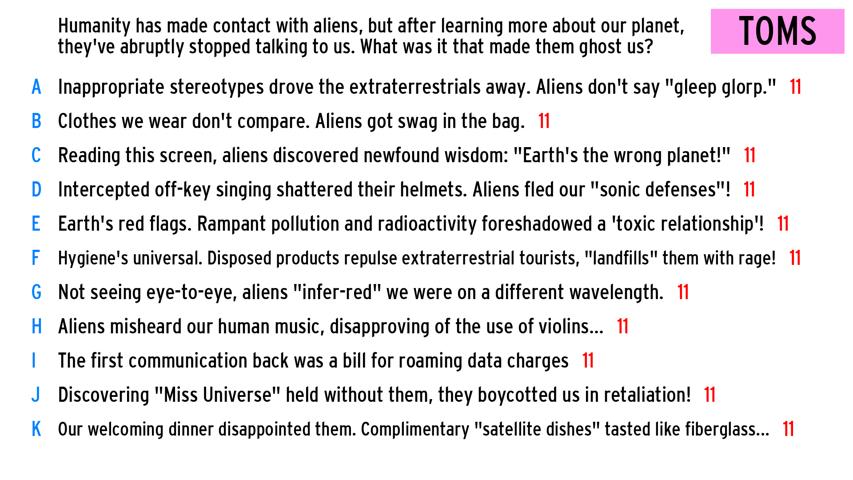 Humanity has made contact with aliens, but after learning more about our planet,
they've abruptly stopped talking to us. What was it that made them ghost us?
TOMS
A Inappropriate stereotypes drove the extraterrestrials away. Aliens don't say "gleep glorp." 11
B Clothes we wear don't compare. Aliens got swag in the bag. 11
C Reading this screen, aliens discovered newfound wisdom: "Earth's the wrong planet!" 11
D Intercepted off-key singing shattered their helmets. Aliens fled our "sonic defenses"! 11
E Earth's red flags. Rampant pollution and radioactivity foreshadowed a 'toxic relationship'! 11
F Hygiene's universal. Disposed products repulse extraterrestrial tourists, "landfills" them with rage! 11
G Not seeing eye-to-eye, aliens "infer-red" we were on a different wavelength. 11
H Aliens misheard our human music, disapproving of the use of violins... 11
I The first communication back was a bill for roaming data charges 11
J Discovering "Miss Universe" held without them, they boycotted us in retaliation! 11
K Our welcoming dinner disappointed them. Complimentary "satellite dishes" tasted like fiberglass... 11